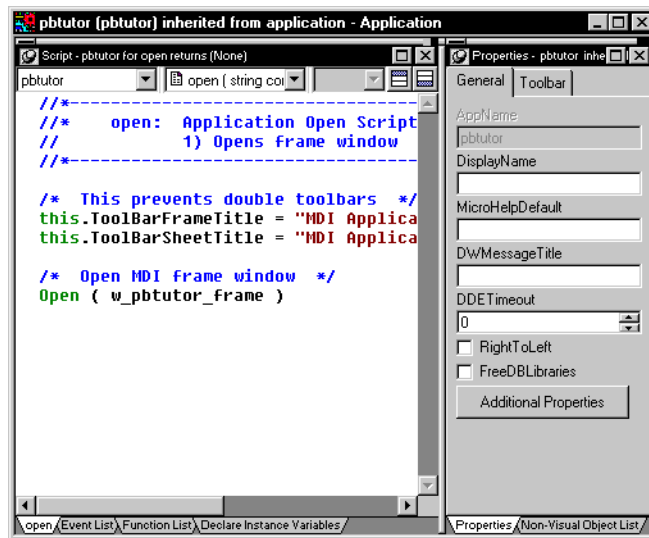 pbtutor (pbtutor) inherited from application - Application
Script - pbtutor for open returns (None)
pbtutor
open ( string co
//*-----------------------------------
//*    open:  Application Open Script
//           1) Opens frame window
//*-----------------------------------
/*  This prevents double toolbars  */
this.ToolBarFrameTitle = "MDI Applica
this.ToolBarSheetTitle = "MDI Applica
/*  Open MDI frame window  */
Open ( w_pbtutor_frame )
open
Event List
Function List
Declare Instance Variables
Properties - pbtutor inhe
General
Toolbar
AppName
pbtutor
DisplayName
MicroHelpDefault
DWMessageTitle
DDETimeout
0
RightToLeft
FreeDBLibraries
Additional Properties
Properties
Non-Visual Object List